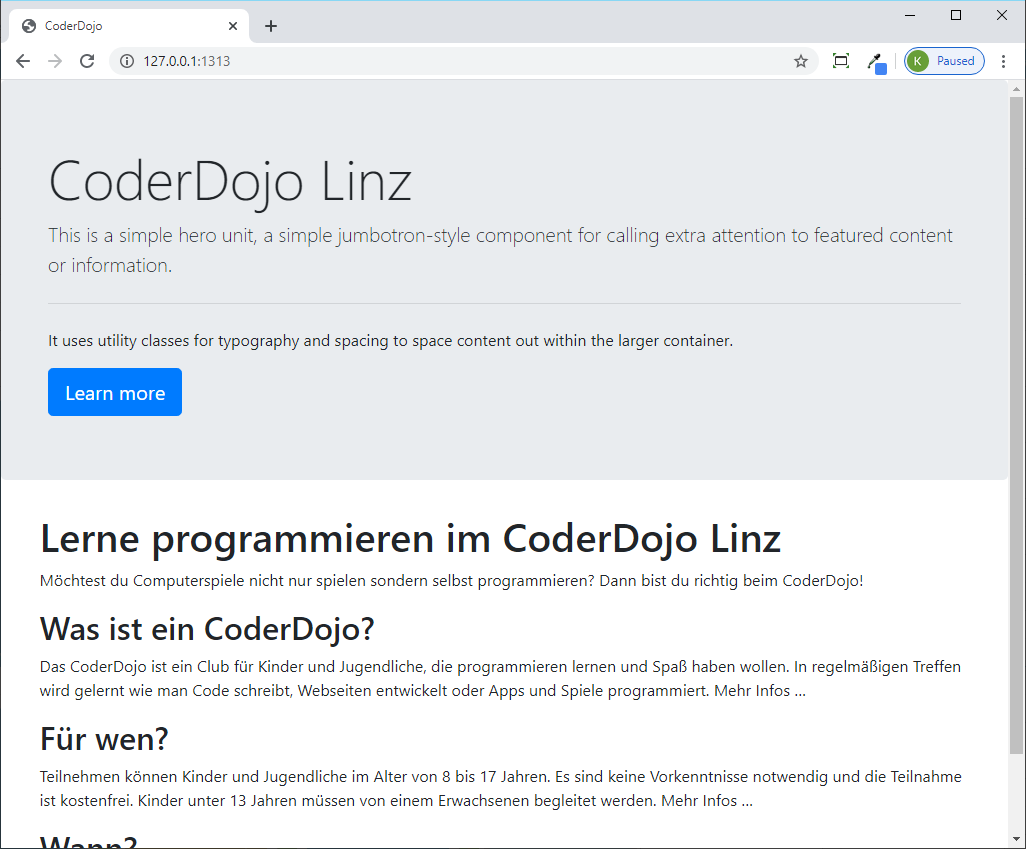 CoderDojo
127.0.0.1:1313
K Paused
CoderDojo Linz
This is a simple hero unit, a simple jumbotron-style component for calling extra attention to featured content
or information.
It uses utility classes for typography and spacing to space content out within the larger container.
Learn more
Lerne programmieren im CoderDojo Linz
Möchtest du Computerspiele nicht nur spielen sondern selbst programmieren? Dann bist du richtig beim CoderDojo!
Was ist ein CoderDojo?
Das CoderDojo ist ein Club für Kinder und Jugendliche, die programmieren lernen und Spaß haben wollen. In regelmäßigen Treffen
wird gelernt wie man Code schreibt, Webseiten entwickelt oder Apps und Spiele programmiert. Mehr Infos ...
Für wen?
Teilnehmen können Kinder und Jugendliche im Alter von 8 bis 17 Jahren. Es sind keine Vorkenntnisse notwendig und die Teilnahme
ist kostenfrei. Kinder unter 13 Jahren müssen von einem Erwachsenen begleitet werden. Mehr Infos ...
Wann?